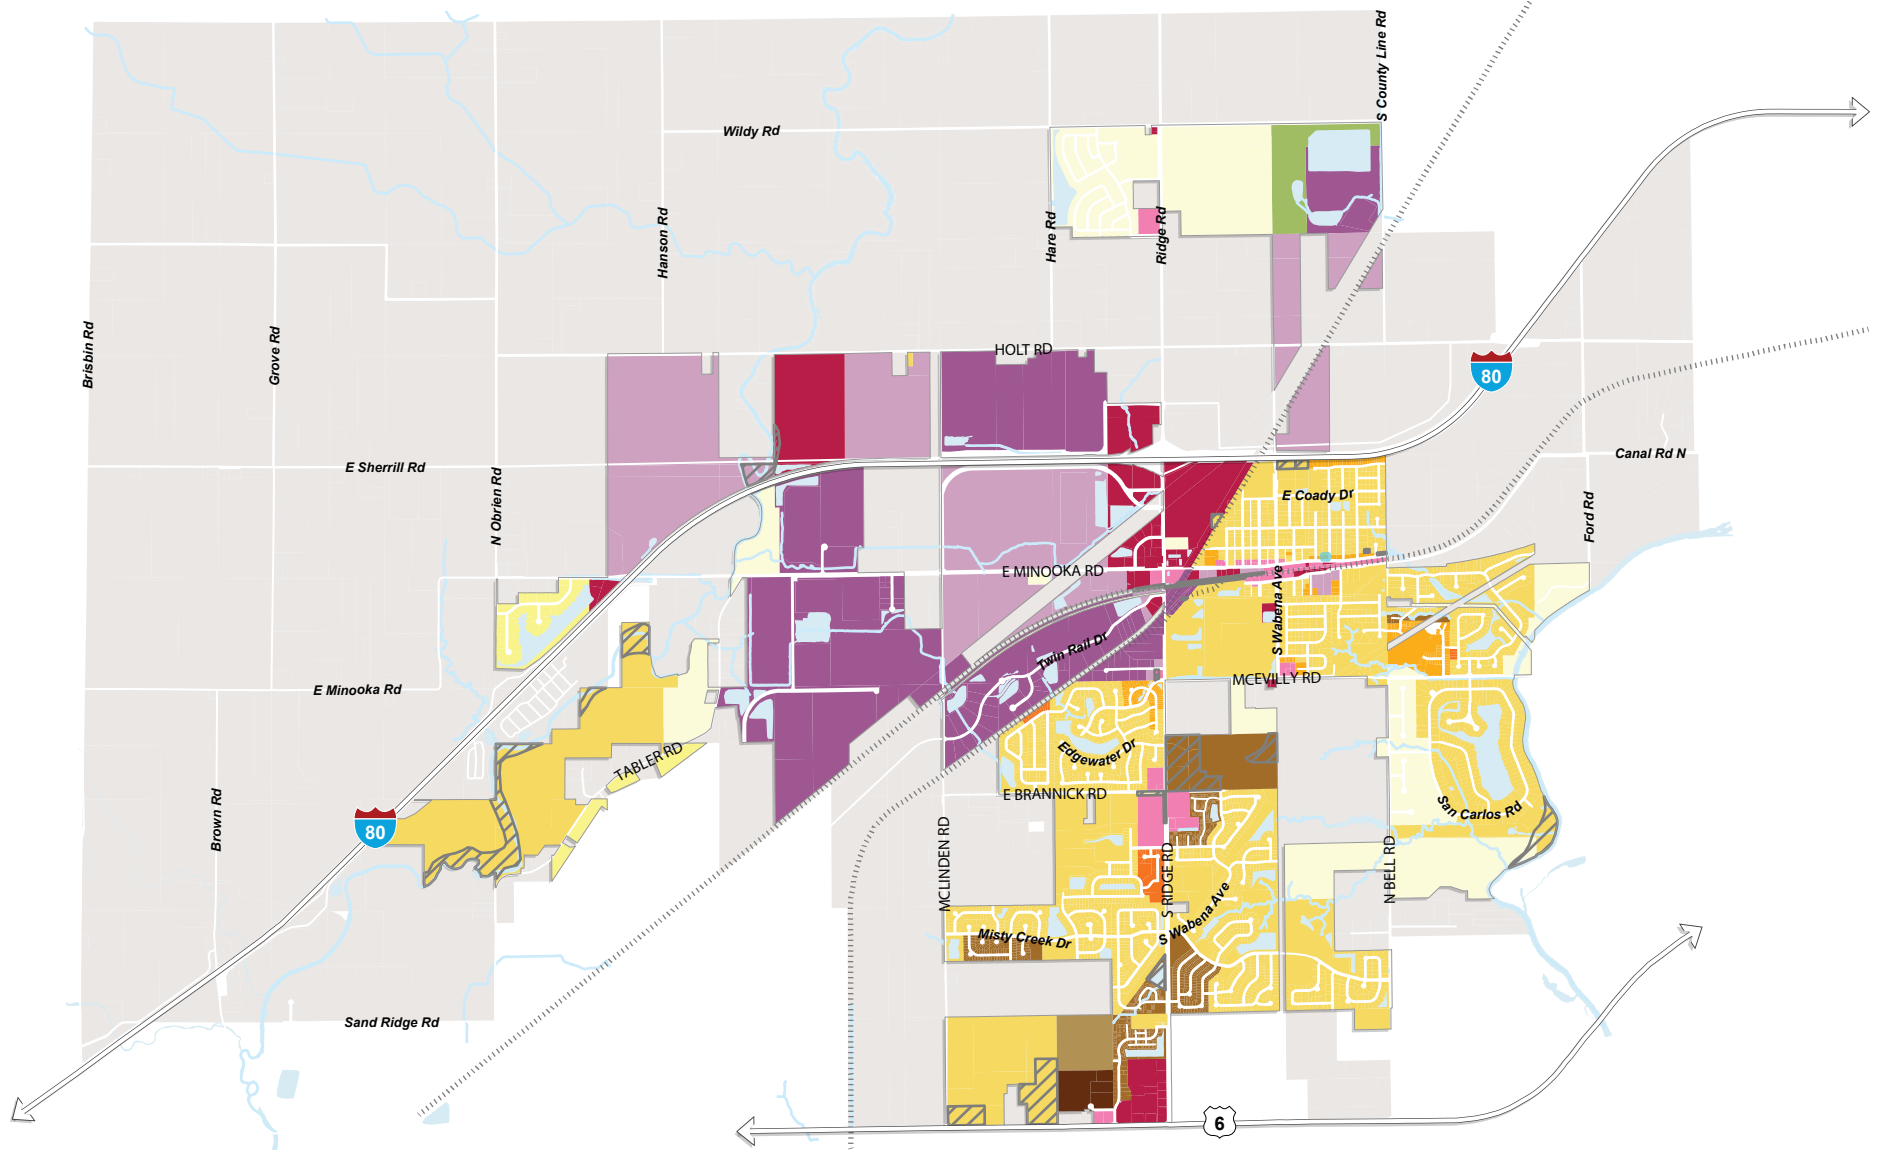 S County Line Rd
Wildy Rd
Hanson Rd
Hare Rd
Ridge Rd
Brisbin Rd
Grove Rd
HOLT RD
80
E Sherrill Rd
N Obrien Rd
E Coady Dr
Canal Rd N
Ford Rd
E MINOOKA RD
S Wabena Ave
Twin Rail Dr
E Minooka Rd
MCEVILLY RD
TABLER RD
Edgewater Dr
E BRANNICK RD
San Carlos Rd
Brown Rd
80
MCLINDEN RD
S RIDGE RD
N BELL RD
S Wabena Ave
Misty Creek Dr
Sand Ridge Rd
6